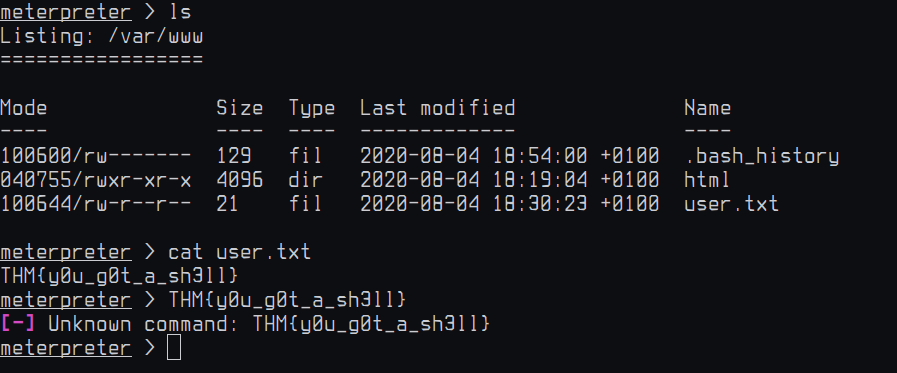 meterpreter > ls
Listing: /var/www
=================
Mode Size Type Last modified Name
---- ---- ---- ------------- ----
100600/rw------- 129 fil 2020-08-04 18:54:00 +0100 .bash_history
040755/rwxr-xr-x 4096 dir 2020-08-04 18:19:04 +0100 html
100644/rw-r--r-- 21 fil 2020-08-04 18:30:23 +0100 user.txt
meterpreter > cat user.txt
THM{y0u_g0t_a_sh3ll}
meterpreter > THM{y0u_g0t_a_sh3ll}
[-] Unknown command: THM{y0u_g0t_a_sh3ll}
meterpreter >